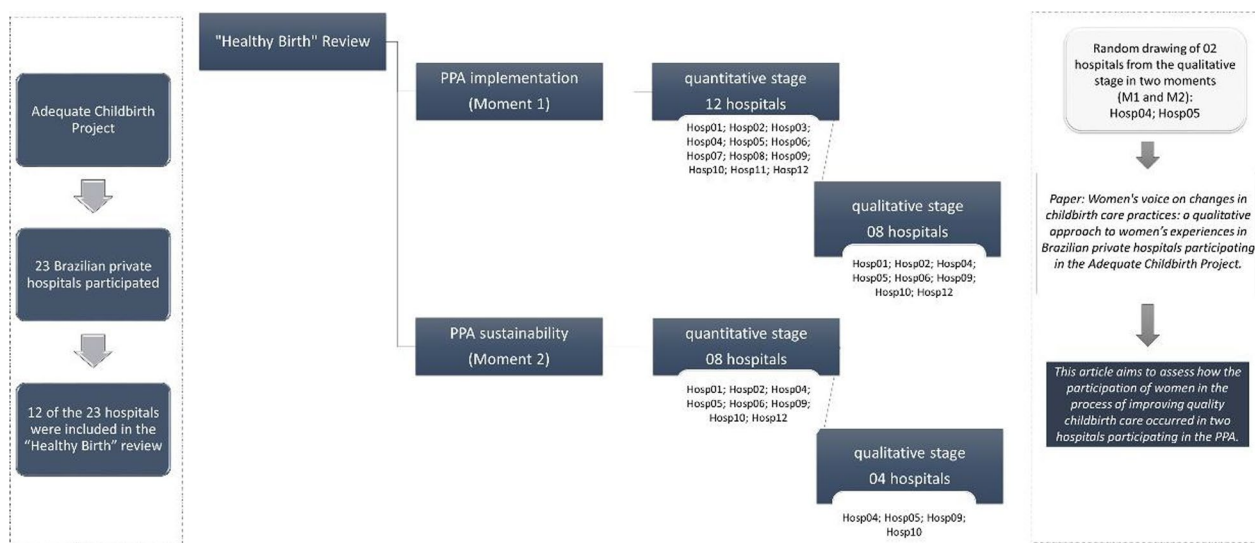 Adequate Childbirth
Project
23 Brazilian private
hospitals participated
12 of the 23 hospitals
were included in the
“Healthy Birth” review
"Healthy Birth" Review
PPA implementation
(Moment 1)
quantitative stage
12 hospitals
Hosp01; Hosp02; Hosp03;
Hosp04; Hosp05; Hosp06;
Hosp07; Hosp08; Hosp09;
Hosp10; Hosp11; Hosp12
qualitative stage
08 hospitals
Hosp01; Hosp02; Hosp04;
Hosp05; Hosp06; Hosp09;
Hosp10; Hosp12
PPA sustainability
(Moment 2)
quantitative stage
08 hospitals
Hosp01; Hosp02; Hosp04;
Hosp05; Hosp06; Hosp09;
Hosp10; Hosp12
qualitative stage
04 hospitals
Hosp04; Hosp05; Hosp09;
Hosp10
Random drawing of 02
hospitals from the qualitative
stage in two moments
(M1 and M2):
Hosp04; Hosp05
Paper: Women's voice on changes in
childbirth care practices: a qualitative
approach to women’s experiences in
Brazilian private hospitals participating
in the Adequate Childbirth Project.
This article aims to assess how the
participation of women in the
process of improving quality
childbirth care occurred in two
hospitals participating in the PPA.